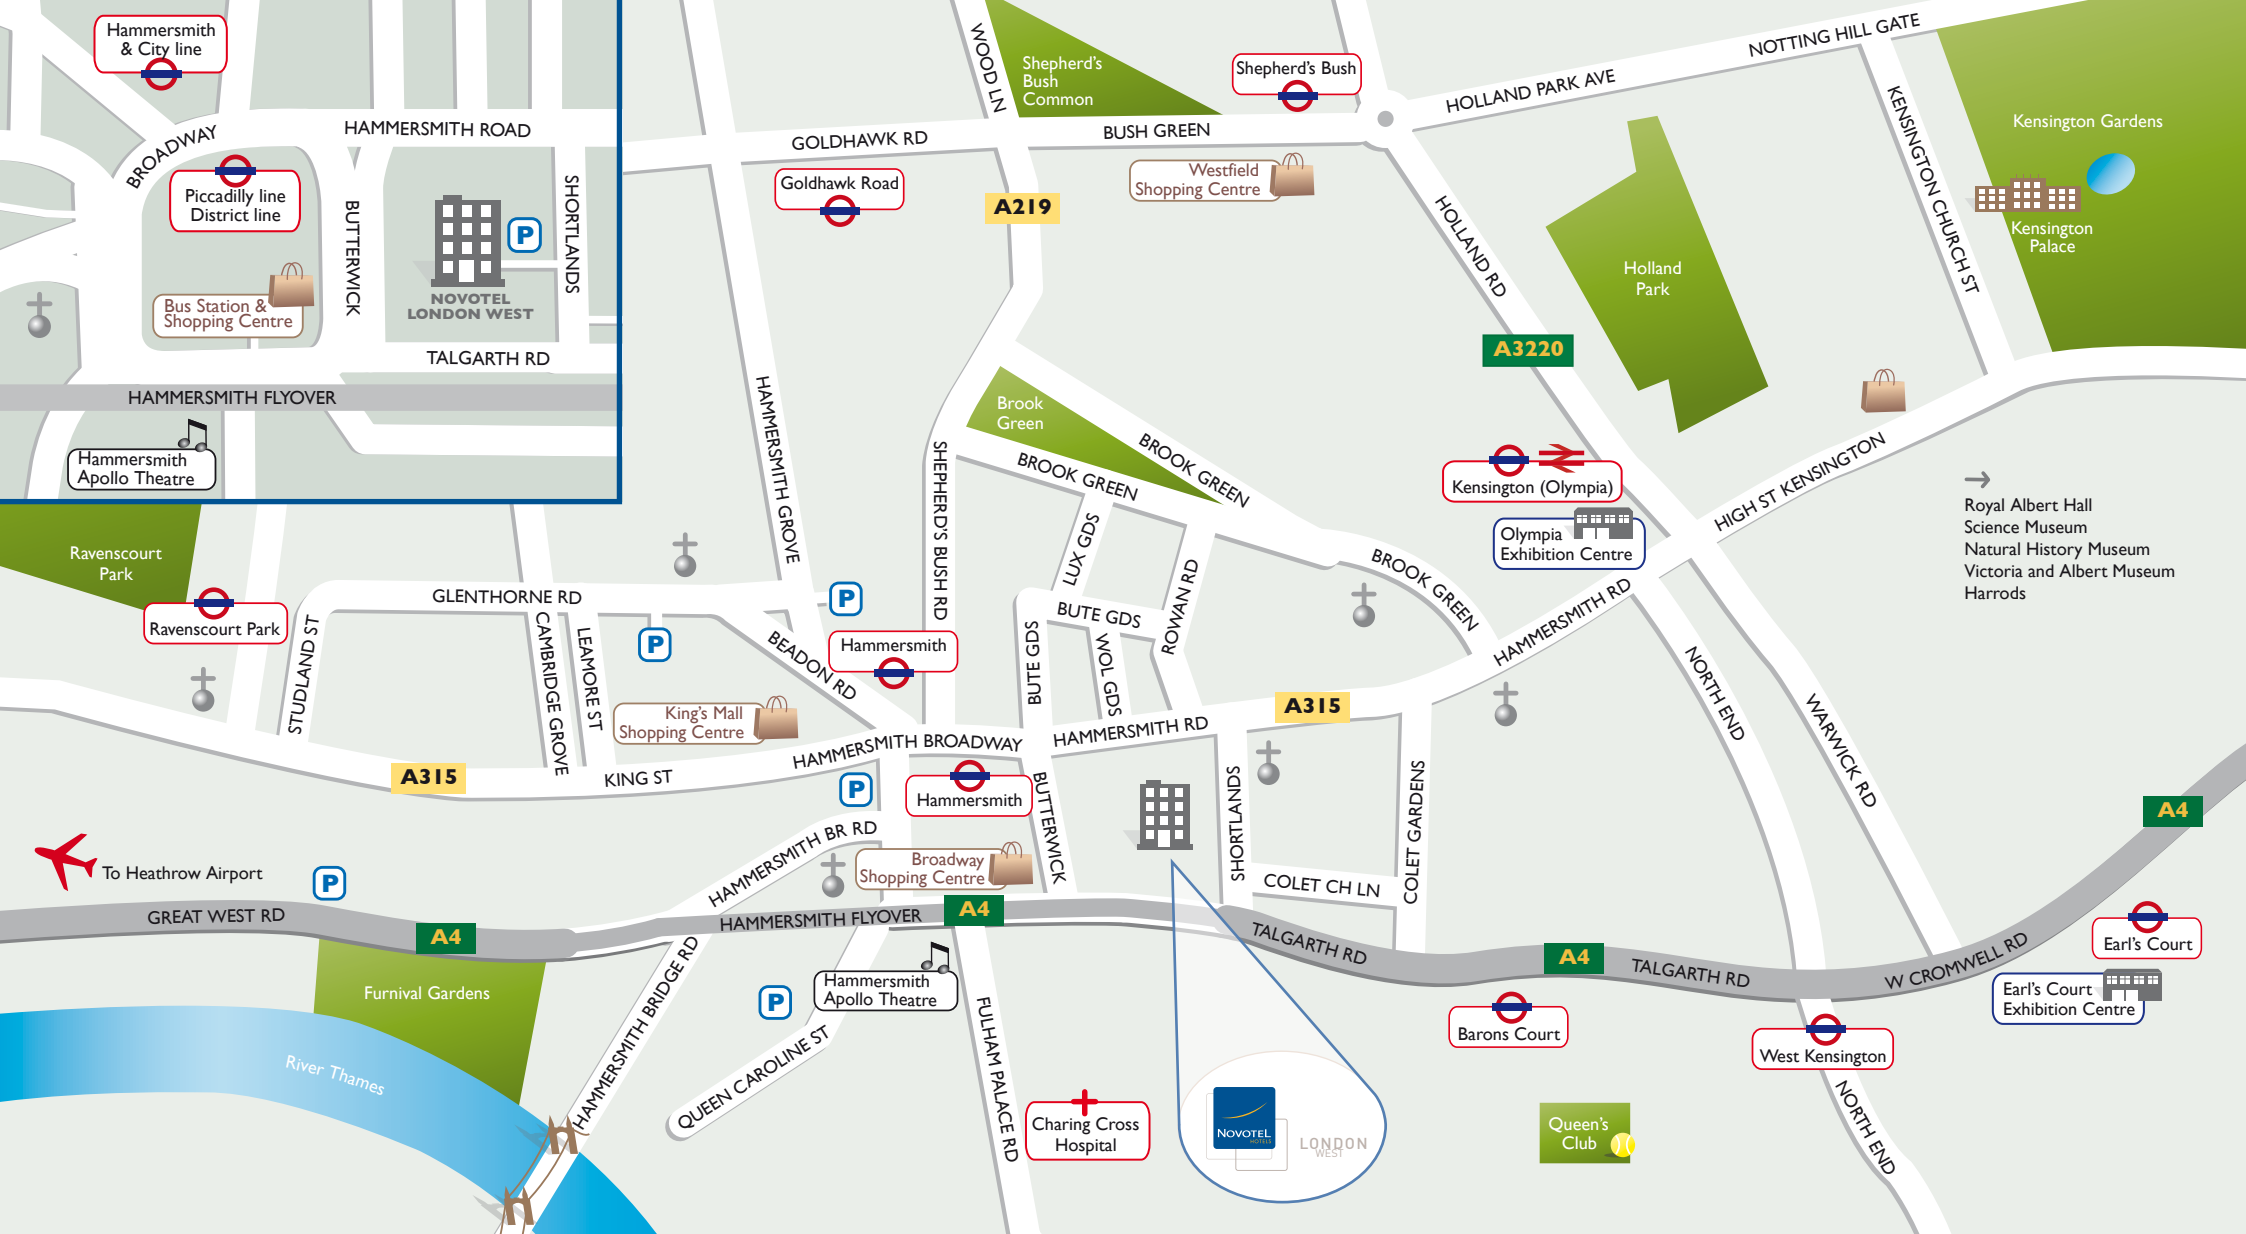 Hammersmith
& City line
BROADWAY
HAMMERSMITH ROAD
Piccadilly line
District line
BUTTERWICK
SHORTLANDS
P
NOVOTEL
LONDON WEST
Bus Station &
Shopping Centre
TALGARTH RD
HAMMERSMITH FLYOVER
Hammersmith
Apollo Theatre
WOOD LN
Shepherd's
Bush
Common
Shepherd's Bush
HOLLAND PARK AVE
NOTTING HILL GATE
GOLDHAWK RD
BUSH GREEN
Goldhawk Road
A219
Westfield
Shopping Centre
HOLLAND RD
Holland
Park
KENSINGTON CHURCH ST
Kensington Gardens
Kensington
Palace
A3220
HAMMERSMITH GROVE
Brook
Green
BROOK GREEN
BROOK GREEN
BROOK GREEN
SHEPHERD'S BUSH RD
Kensington (Olympia)
Olympia
Exhibition Centre
HIGH ST KENSINGTON
Royal Albert Hall
Science Museum
Natural History Museum
Victoria and Albert Museum
Harrods
Ravenscourt
Park
Ravenscourt Park
GLENTHORNE RD
STUDLAND ST
CAMBRIDGE GROVE
LEAMORE ST
P
P
BEADON RD
Hammersmith
LUX GDS
BUTE GDS
BUTE GDS
WOL GDS
ROWAN RD
HAMMERSMITH RD
NORTH END
WARWICK RD
King's Mall
Shopping Centre
A315
KING ST
HAMMERSMITH BROADWAY
HAMMERSMITH RD
A315
P
Hammersmith
BUTTERWICK
SHORTLANDS
COLET GARDENS
COLET CH LN
A4
HAMMERSMITH BR RD
Broadway
Shopping Centre
To Heathrow Airport
P
GREAT WEST RD
A4
HAMMERSMITH FLYOVER
A4
TALGARTH RD
A4
TALGARTH RD
W CROMWELL RD
Earl's Court
Earl's Court
Exhibition Centre
Furnival Gardens
River Thames
HAMMERSMITH BRIDGE RD
P
Hammersmith
Apollo Theatre
QUEEN CAROLINE ST
FULHAM PALACE RD
Charing Cross
Hospital
NOVOTEL
HOTELS
LONDON
WEST
Barons Court
West Kensington
Queen's
Club
NORTH END